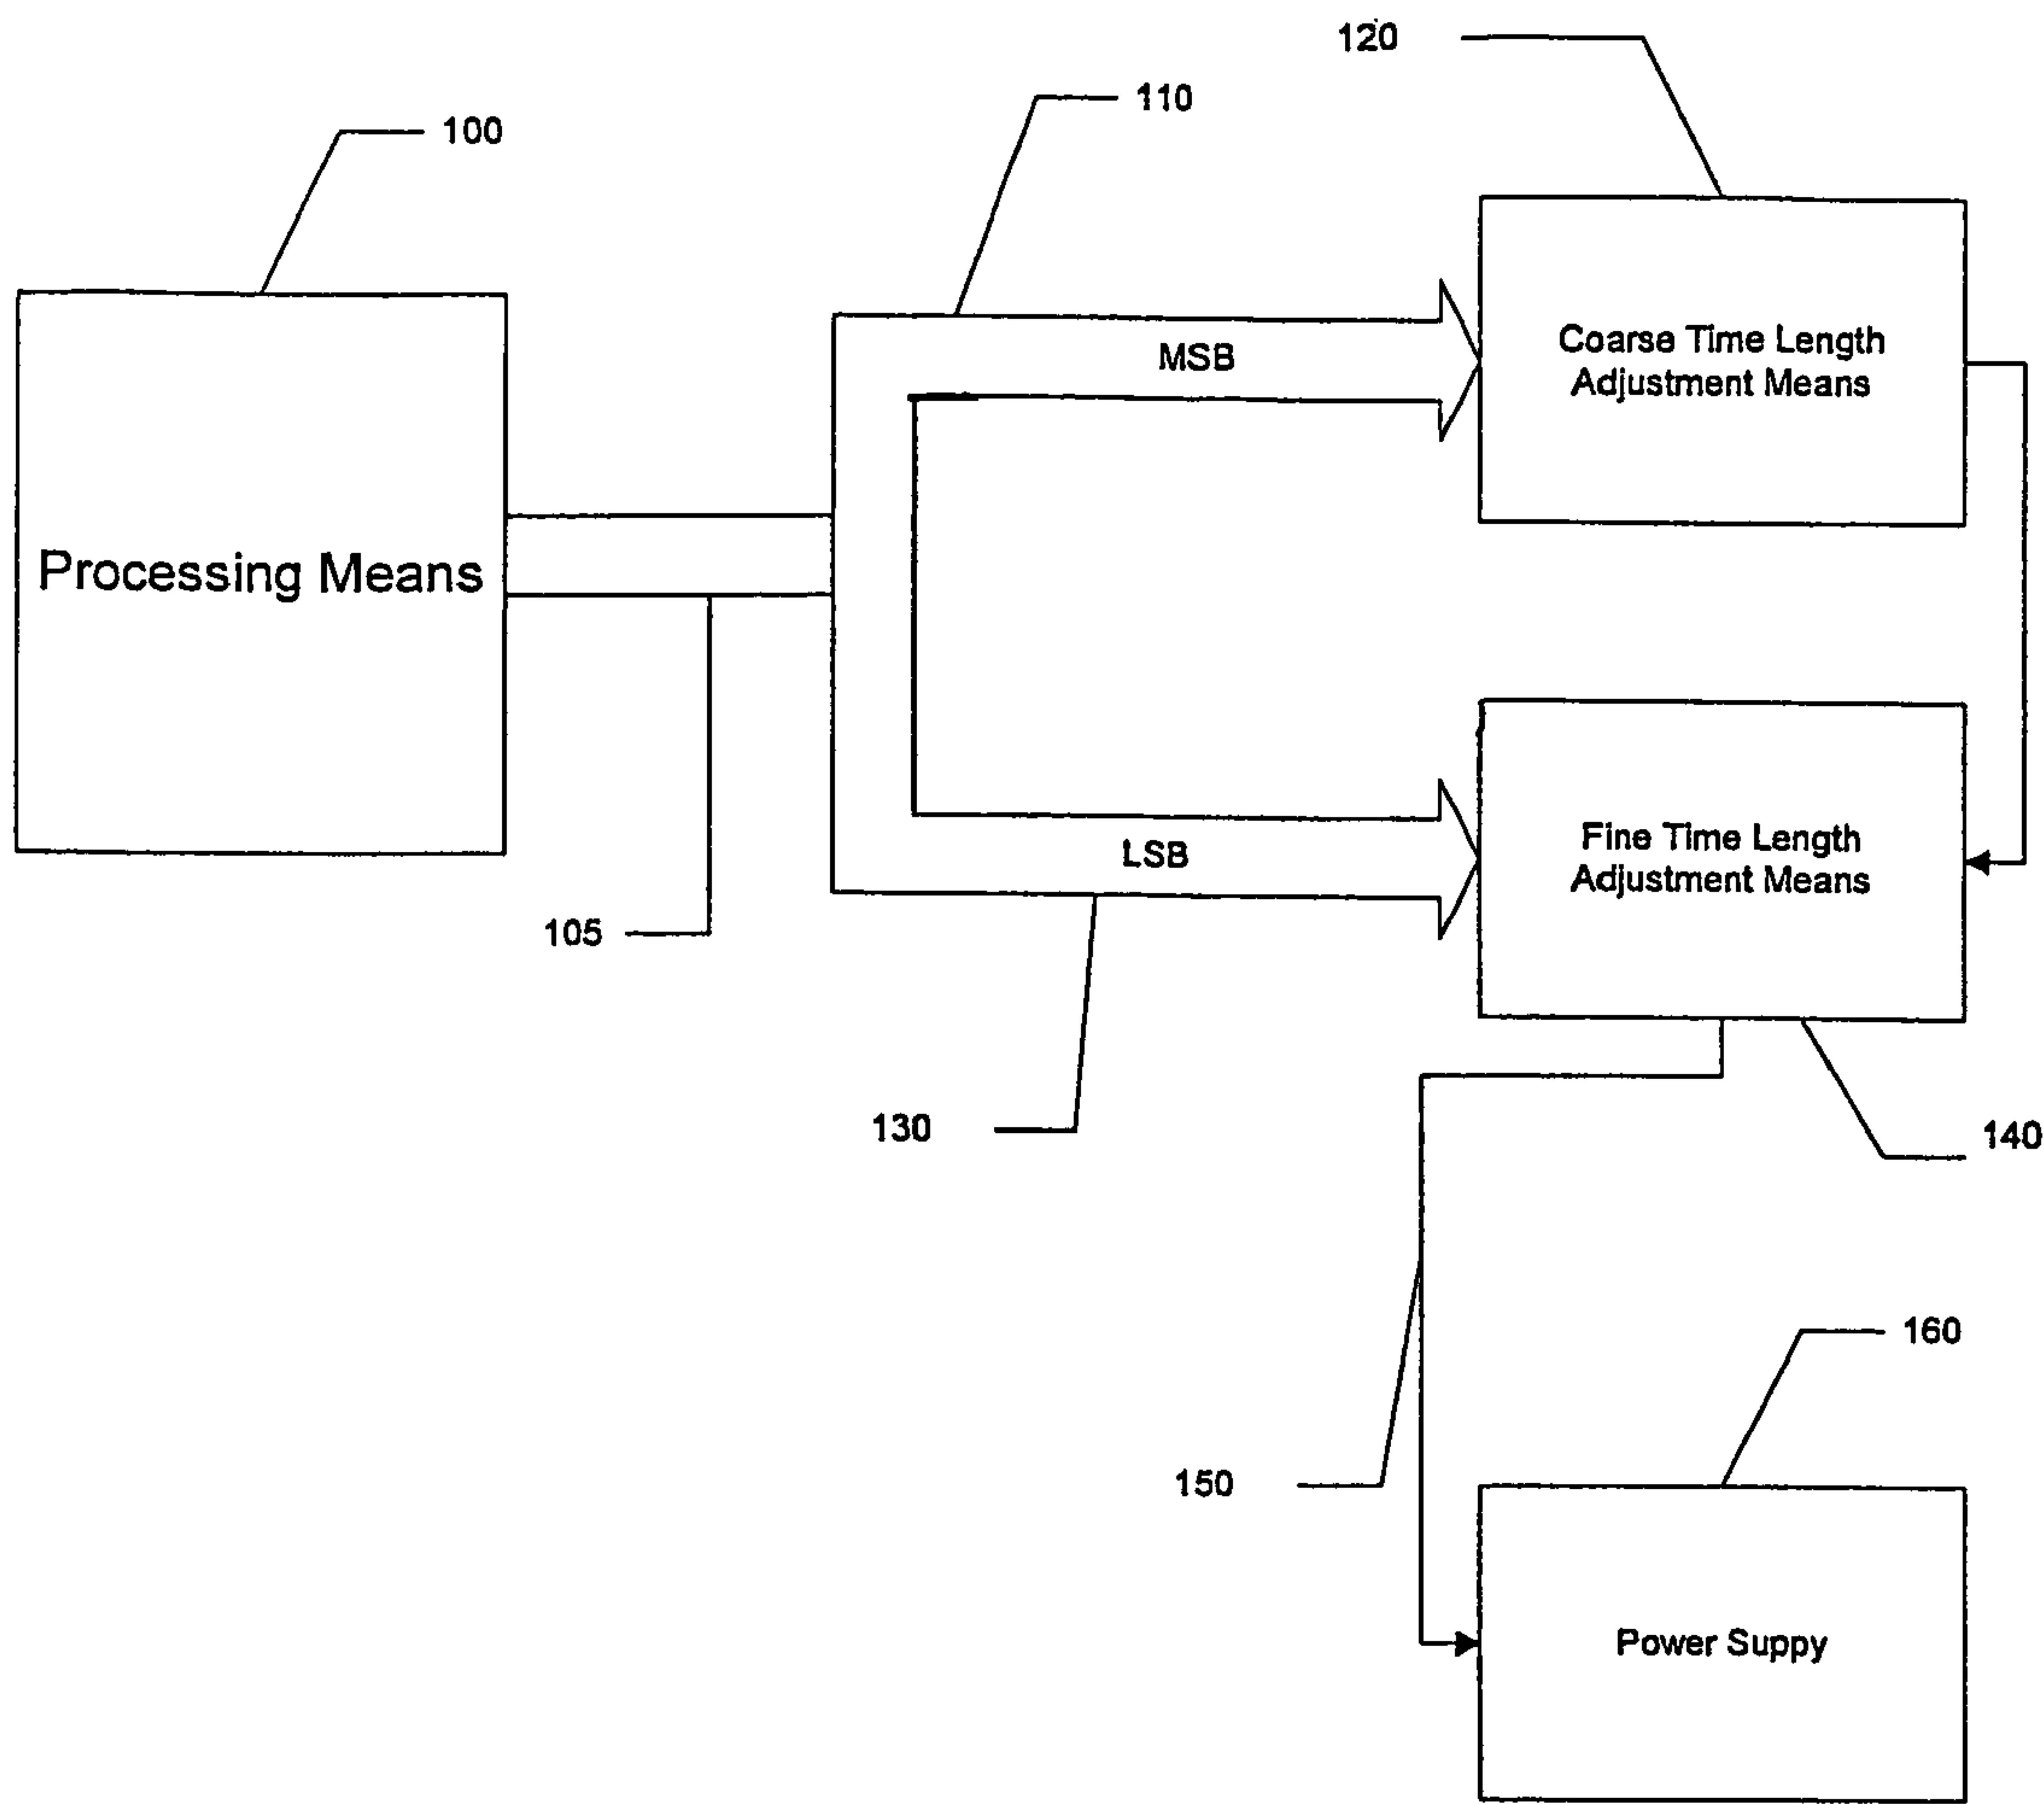 120
110
100
Coarse Time Length
Adjustment Means
MSB
Processing Means
Fine Time Length
Adjustment Means
LSB
105
130
140
160
150
Power Suppy